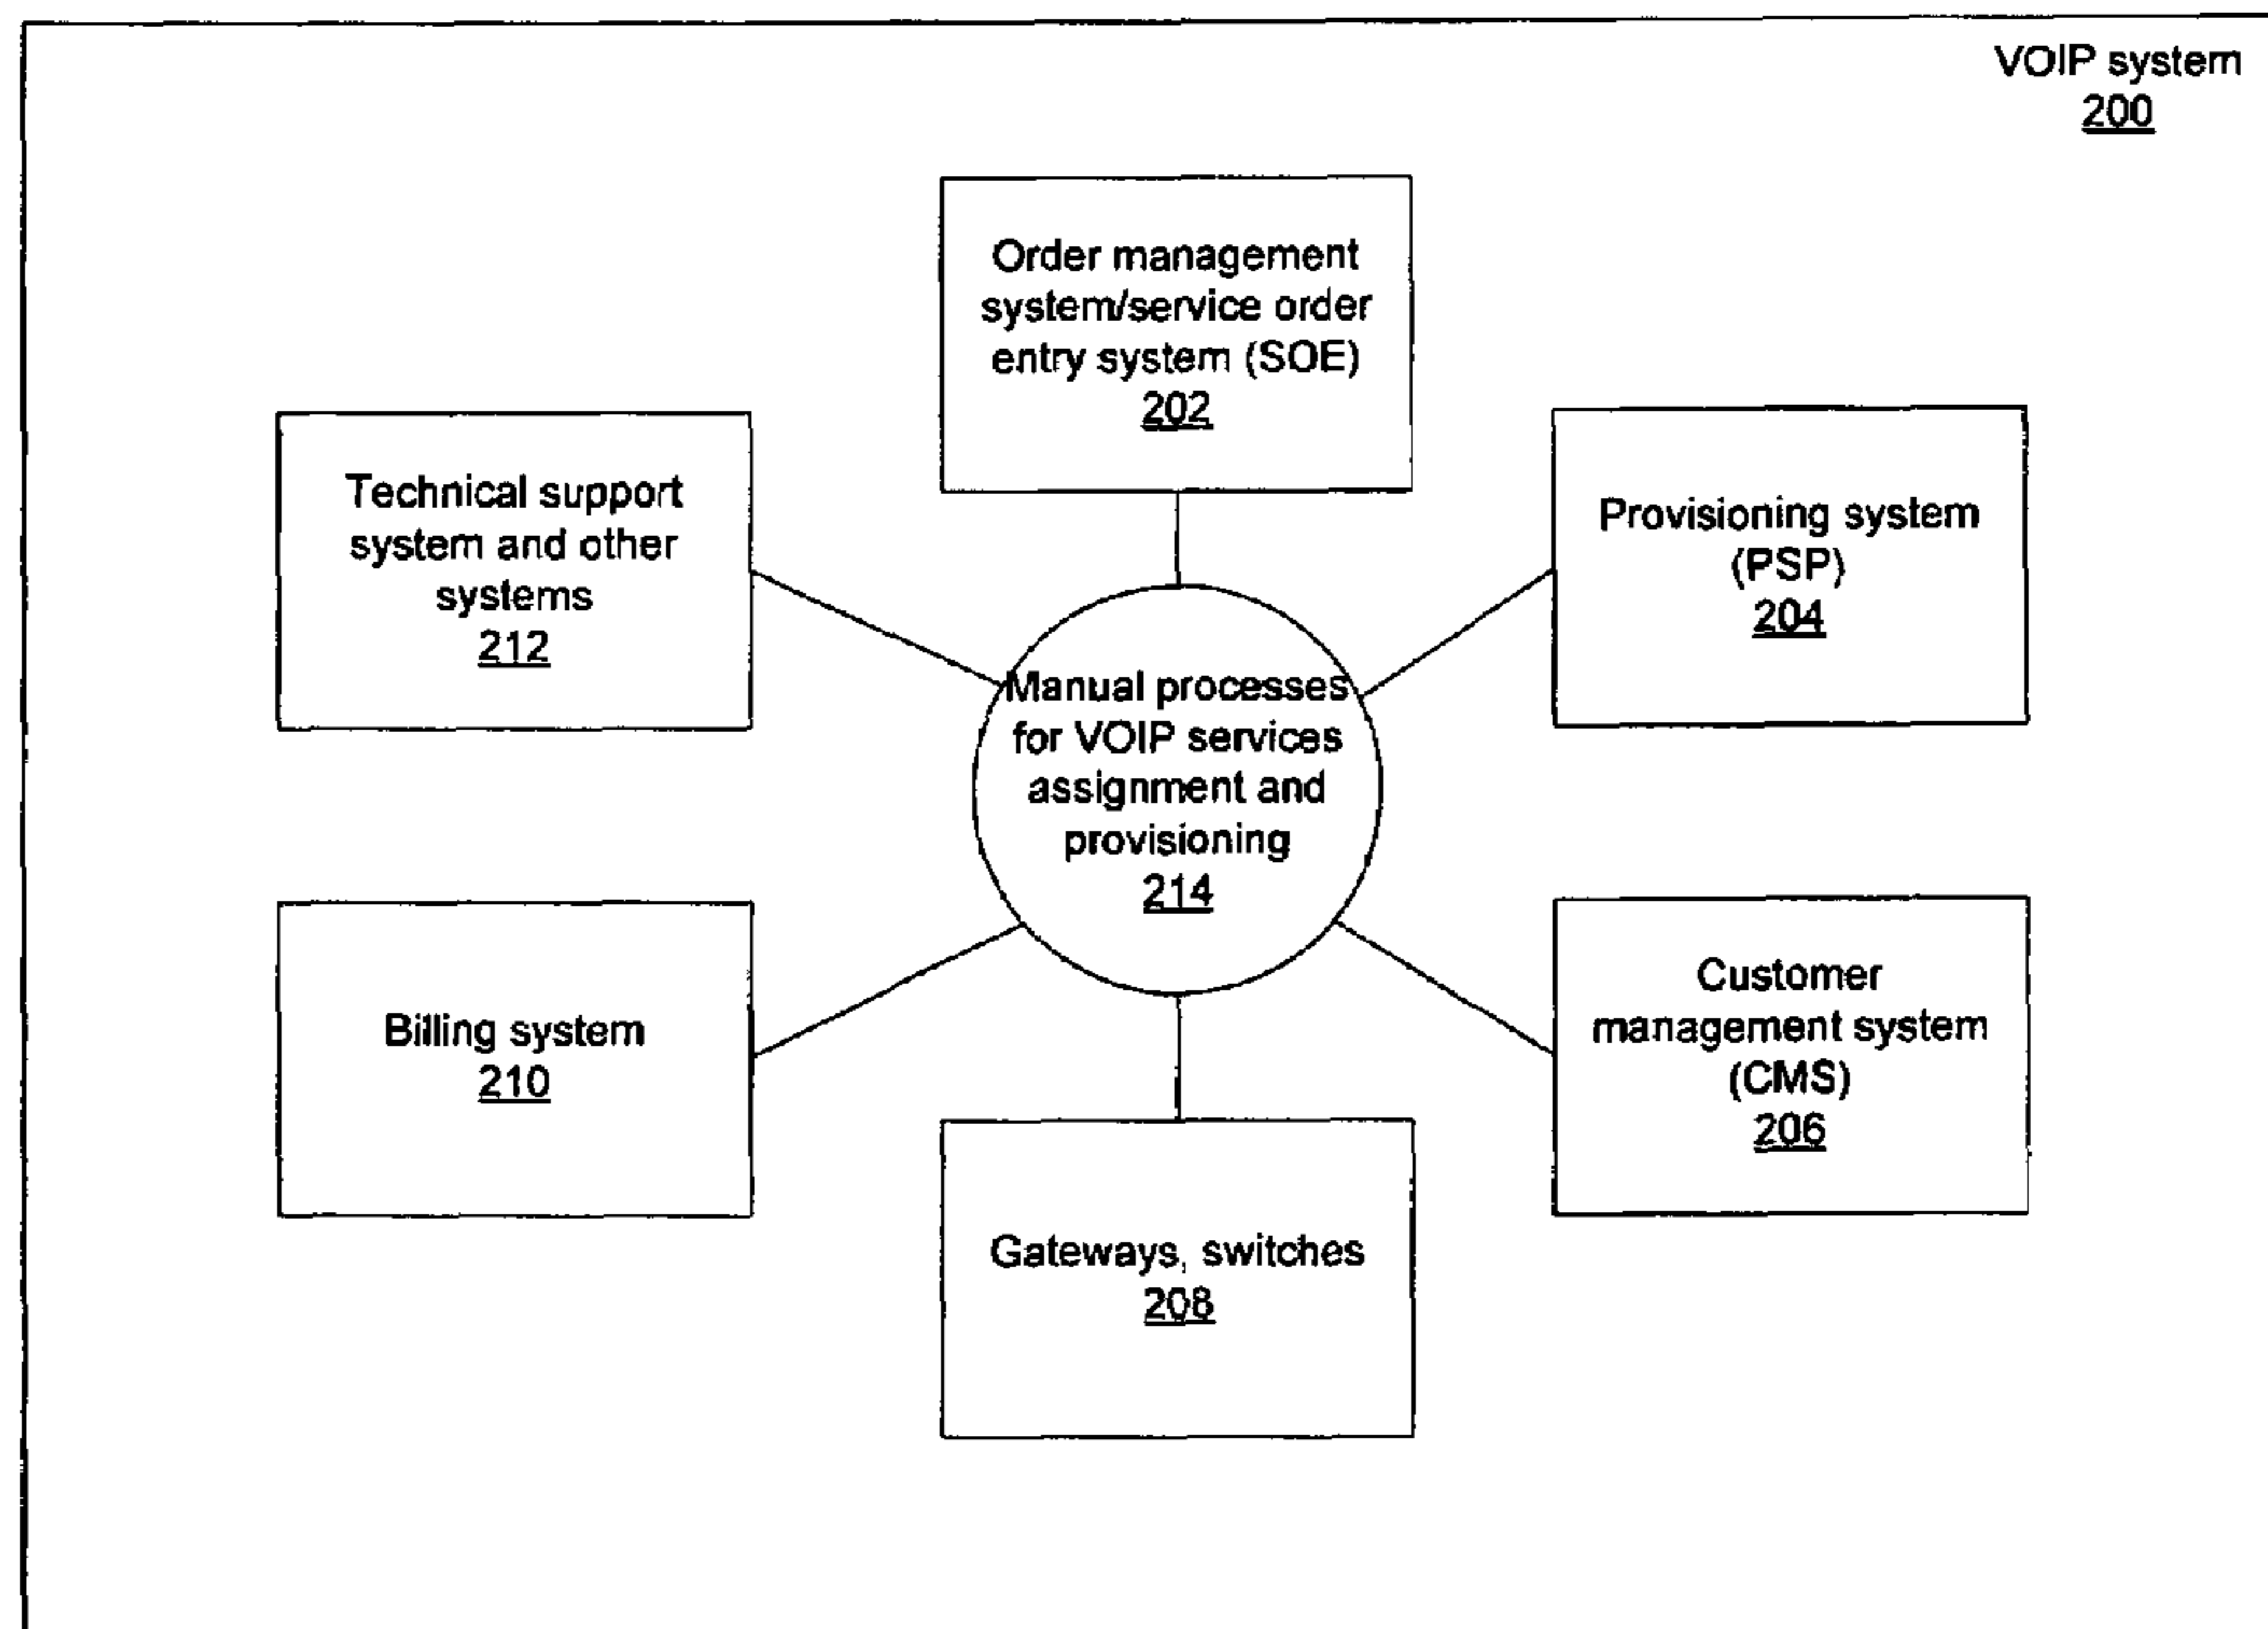 VOIP system
200
Order management
system/service order
entry system (SOE)
202
Technical support
system and other
systems
212
Provisioning system
(PSP)
204
Manual processes
for VOIP services
assignment and
provisioning
214
Billing system
210
Customer
management system
(CMS)
206
Gateways, switches
208